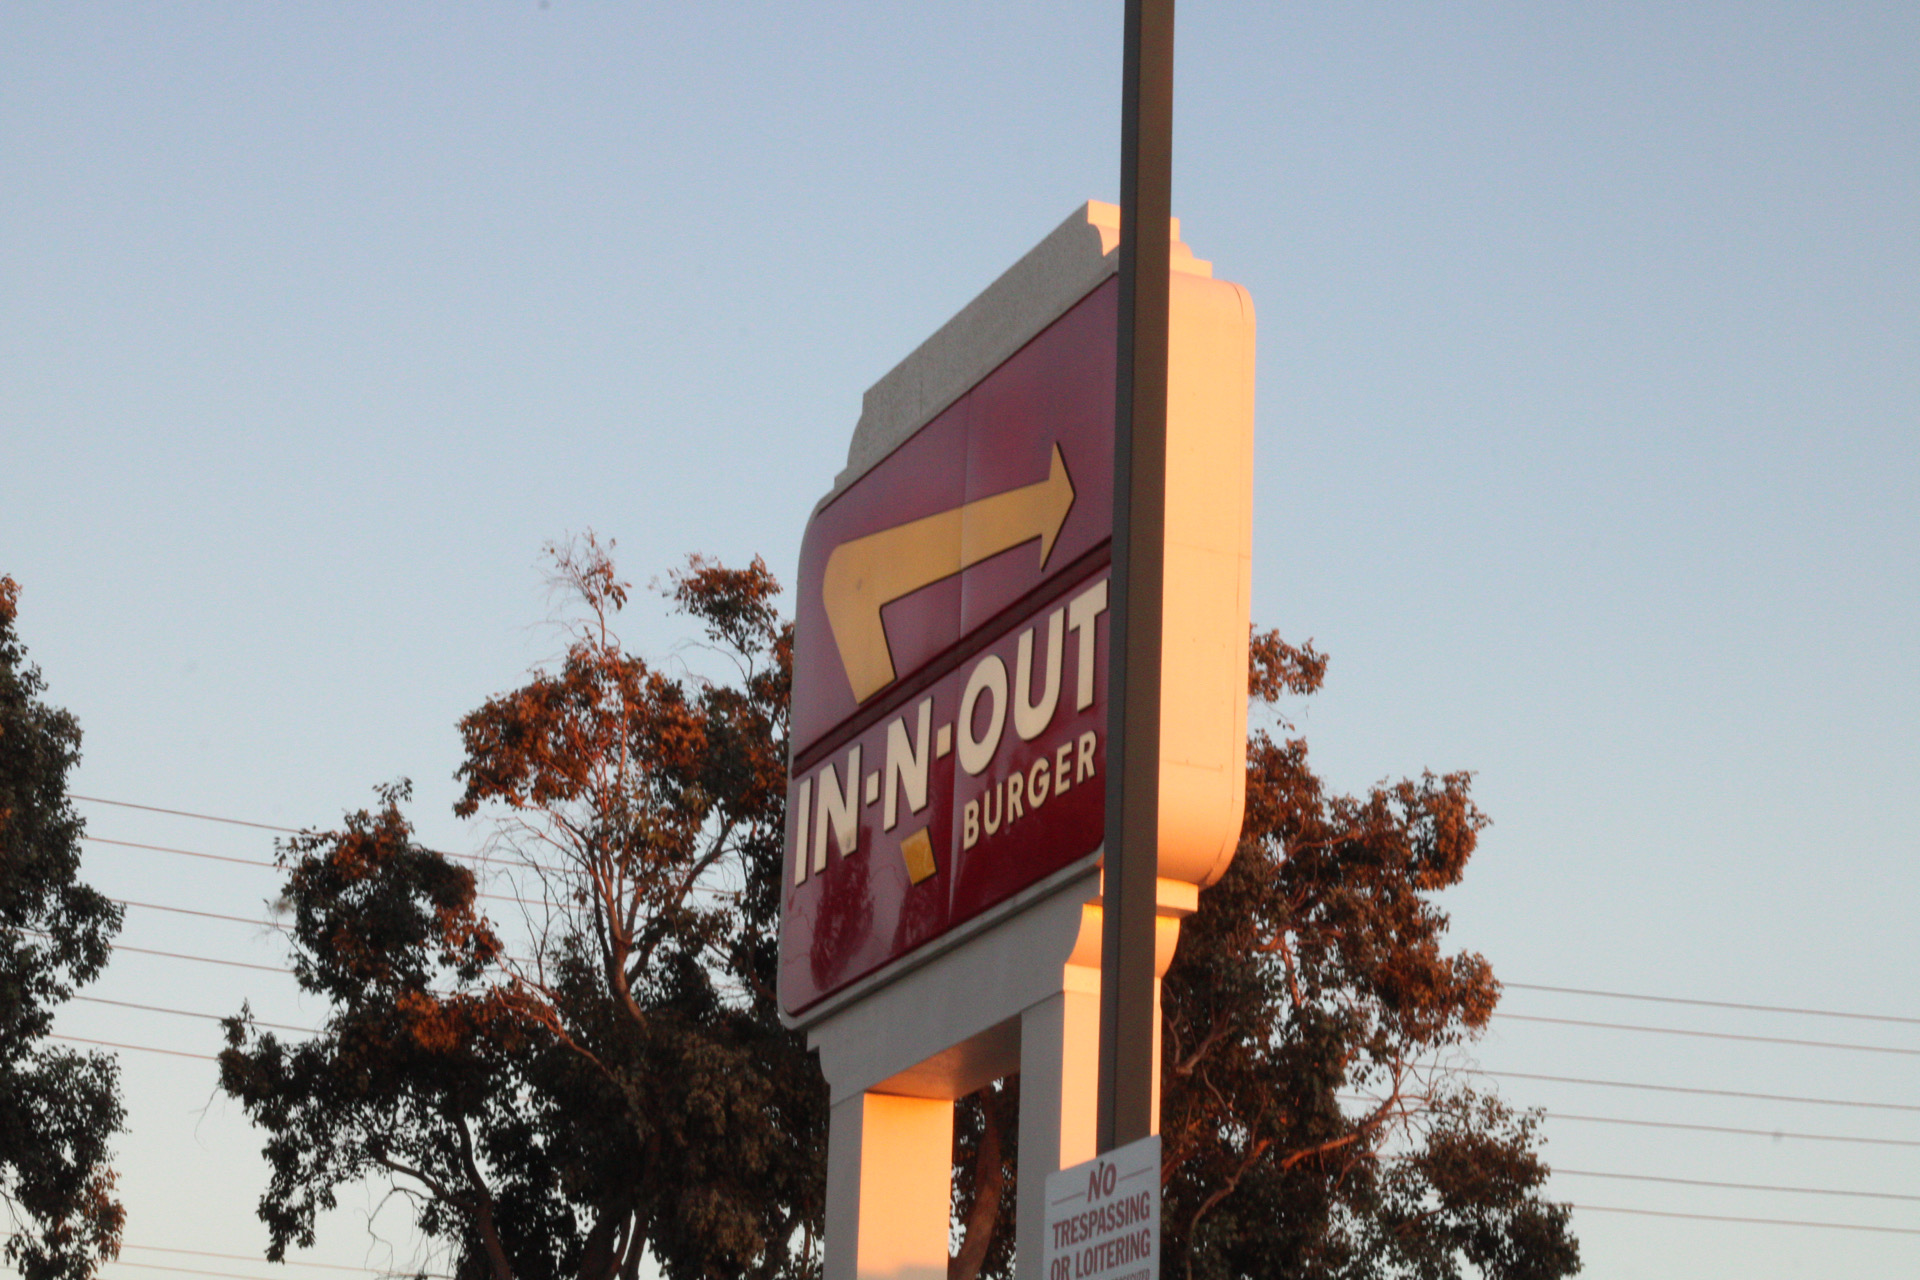 IN-N-OUT
BURGER
NO
TRESPASSING
OR LOITERING